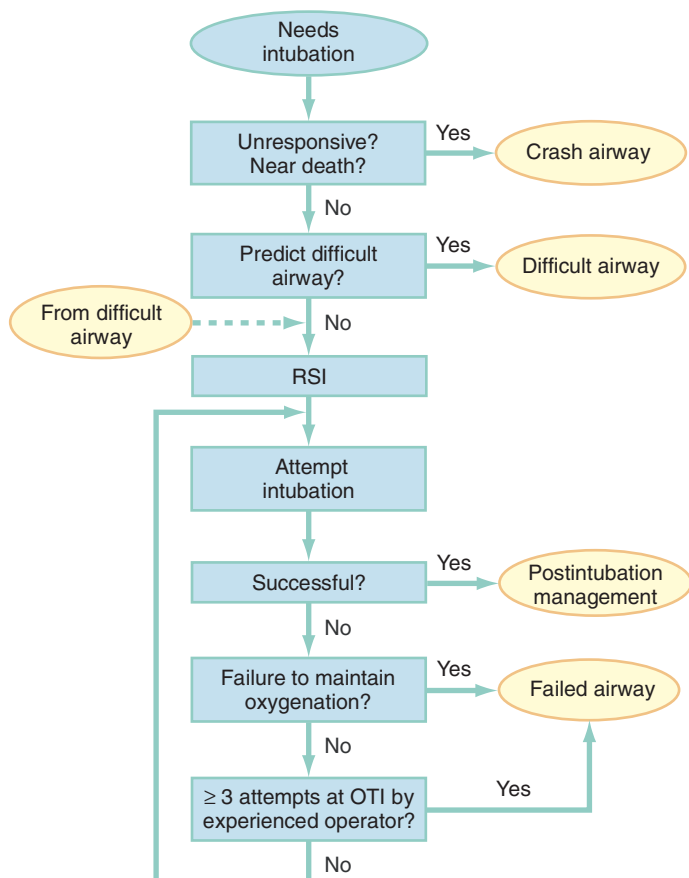 Needs
intubation
Unresponsive?
Near death?
Yes
Crash airway
No
Predict difficult
airway?
Yes
Difficult airway
From difficult
airway
No
RSI
Attempt
intubation
Successful?
Yes
Postintubation
management
No
Failure to maintain
oxygenation?
Yes
Failed airway
No
≥ 3 attempts at OTI by
experienced operator?
Yes
No